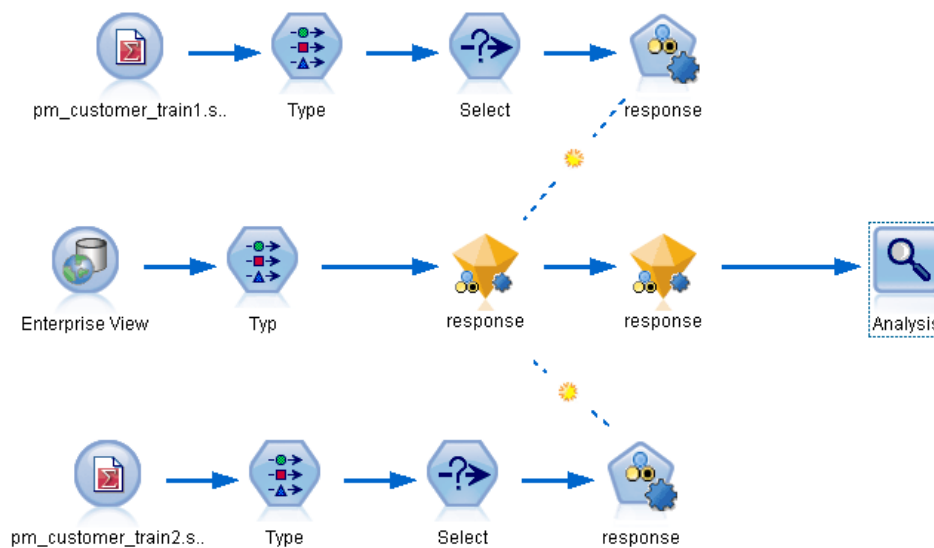 pm_customer_train1.s..
Type
Select
response
Enterprise View
Typ
response
response
Analysis
pm_customer_train2.s..
Type
Select
response